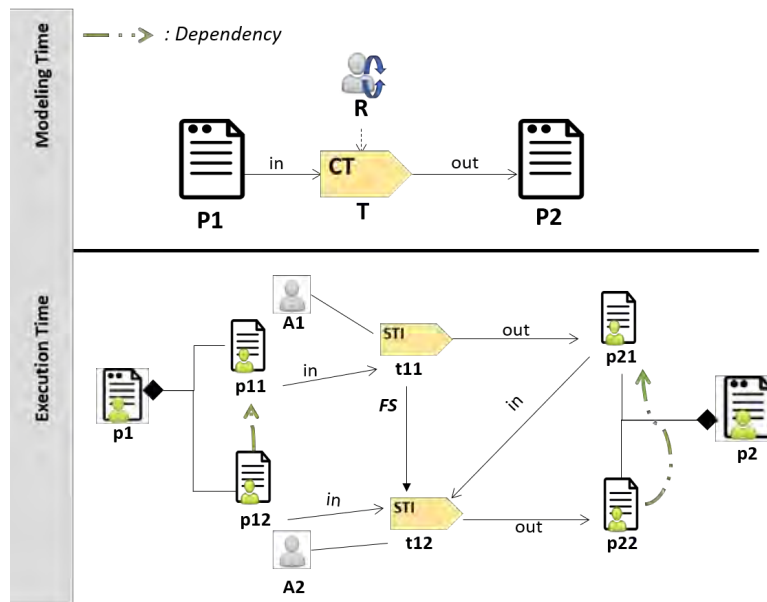 Modeling Time
: Dependency
R
CT
in
out
P1
T
P2
Execution Time
A1
STI
out
p11
in
t11
p21
p1
FS
in
p2
p12
in
STI
out
t12
p22
A2